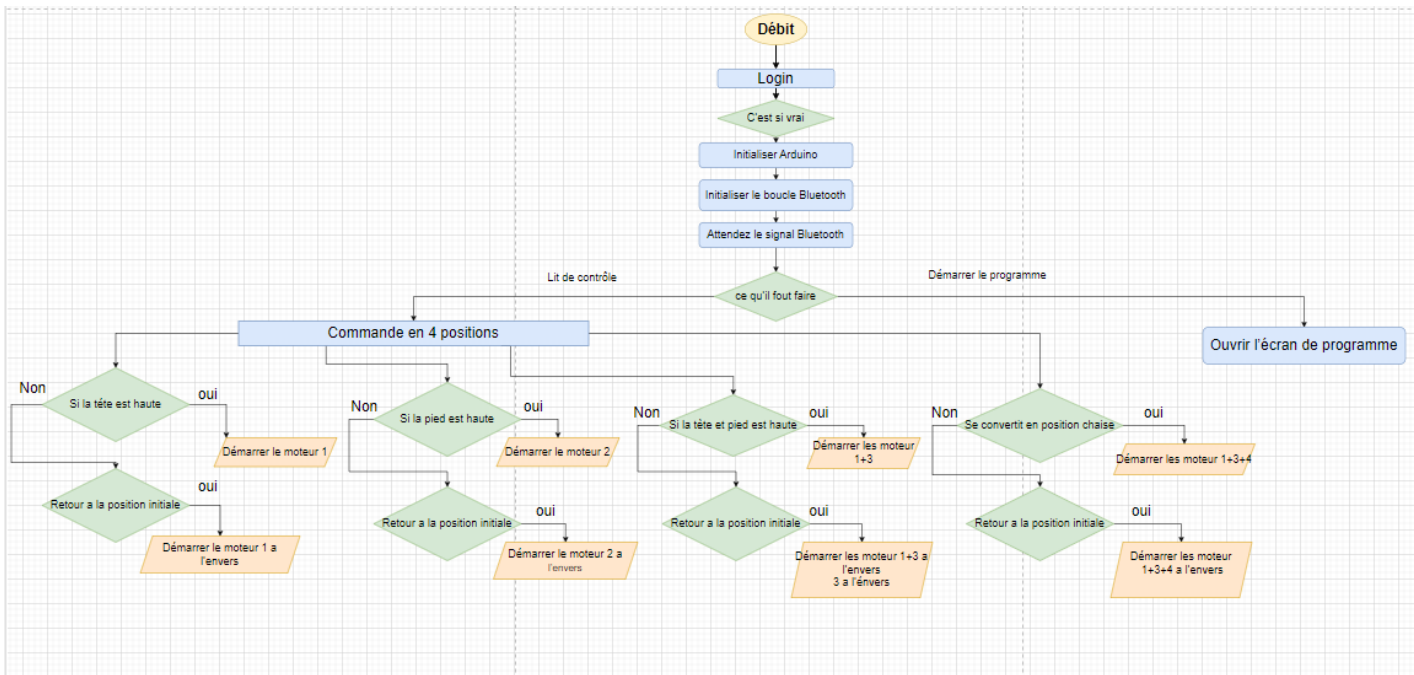 Débit
Login
C'est si vrai
Initialiser Arduino
Initialiser le boucle Bluetooth
Attendez le signal Bluetooth
Lit de contrôle
Démarrer le programme
ce qu'il fout faire
Commande en 4 positions
Ouvrir l'écran de programme
Non
oui
Si la téte est haute
Démarrer le moteur 1
Retour a la position initiale
oui
Démarrer le moteur 1 a
l'envers
Non
oui
Si la pied est haute
Démarrer le moteur 2
Retour a la position initiale
oui
Démarrer le moteur 2 a
l'envers
Non
oui
Si la tète et pied est haute
Démarrer les moteur
1+3
Retour a la position initiale
oui
Démarrer les moteur 1+3 a
l'envers
3 a l'énvers
Non
oui
Se convertit en position chaise
Démarrer les moteur 1+3+4
Retour a la position initiale
oui
Démarrer les moteur
1+3+4 a l'envers